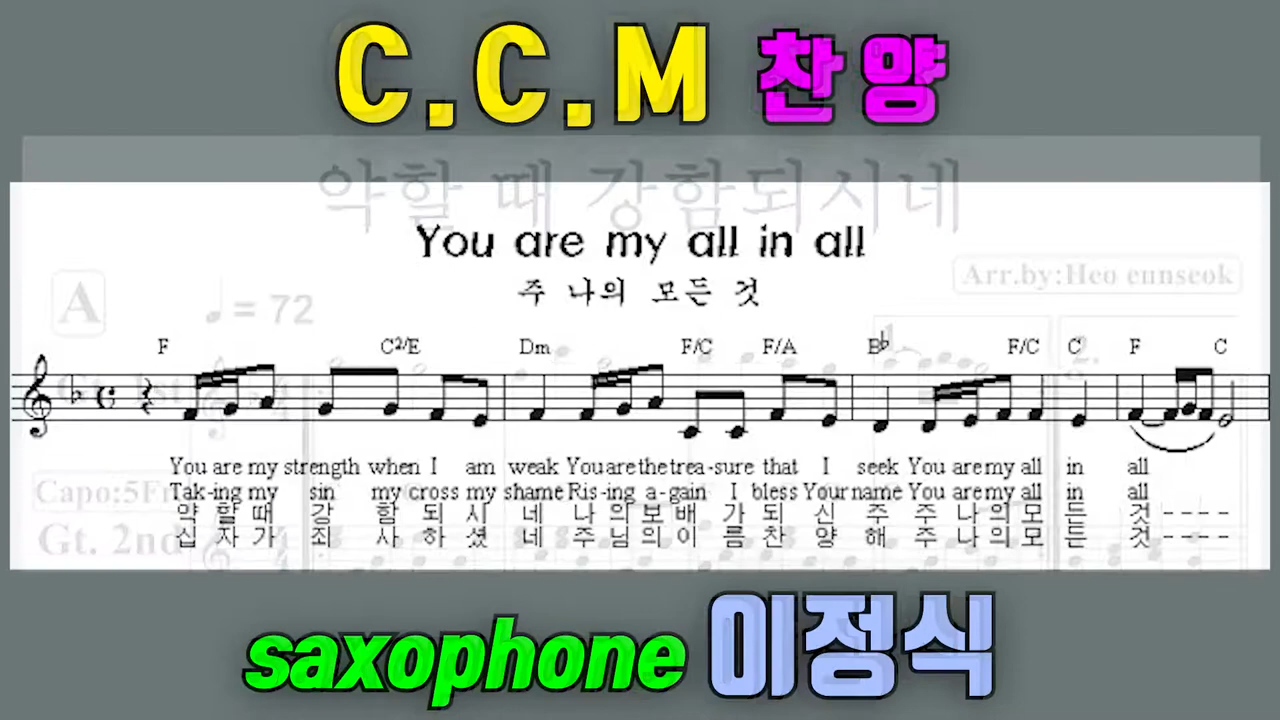 C.C.M 찬양
약할 때 강함되시네
You are my all in all
주 나의 모든 것
Arr.by:Heo eunseok
A
♩ = 72
F C2/E Dm F/C F/A B♭ F/C C F C
You are my strength when I am weak You are the trea-sure that I seek You are my all in all
Tak-ing my sin my cross my shame Ris-ing a-gain I bless Your name You are my all in all
약 할 때 강 함 되 시 네 나 의 보 배 가 되 신 주 주 나 의 모 든 것 - - - -
십 자 가 죄 사 하 셨 네 주 님 의 이 름 찬 양 해 주 나 의 모 든 것 - - - -
Gt. 2nd
saxophone 이정식